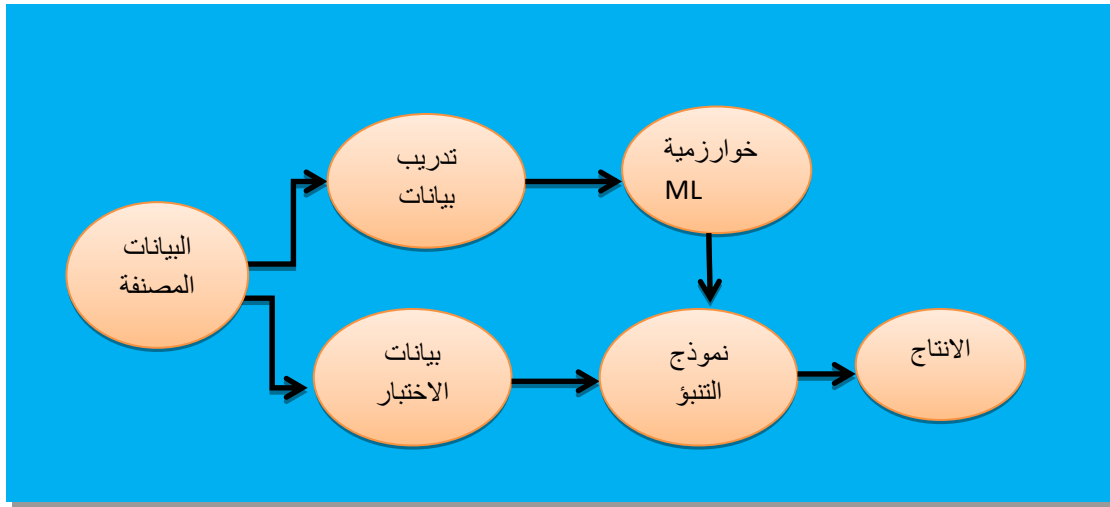 تدريب
بيانات
خوارزمية
ML
البيانات
المصنفة
بيانات
الاختبار
نموذج
التنبؤ
الانتاج